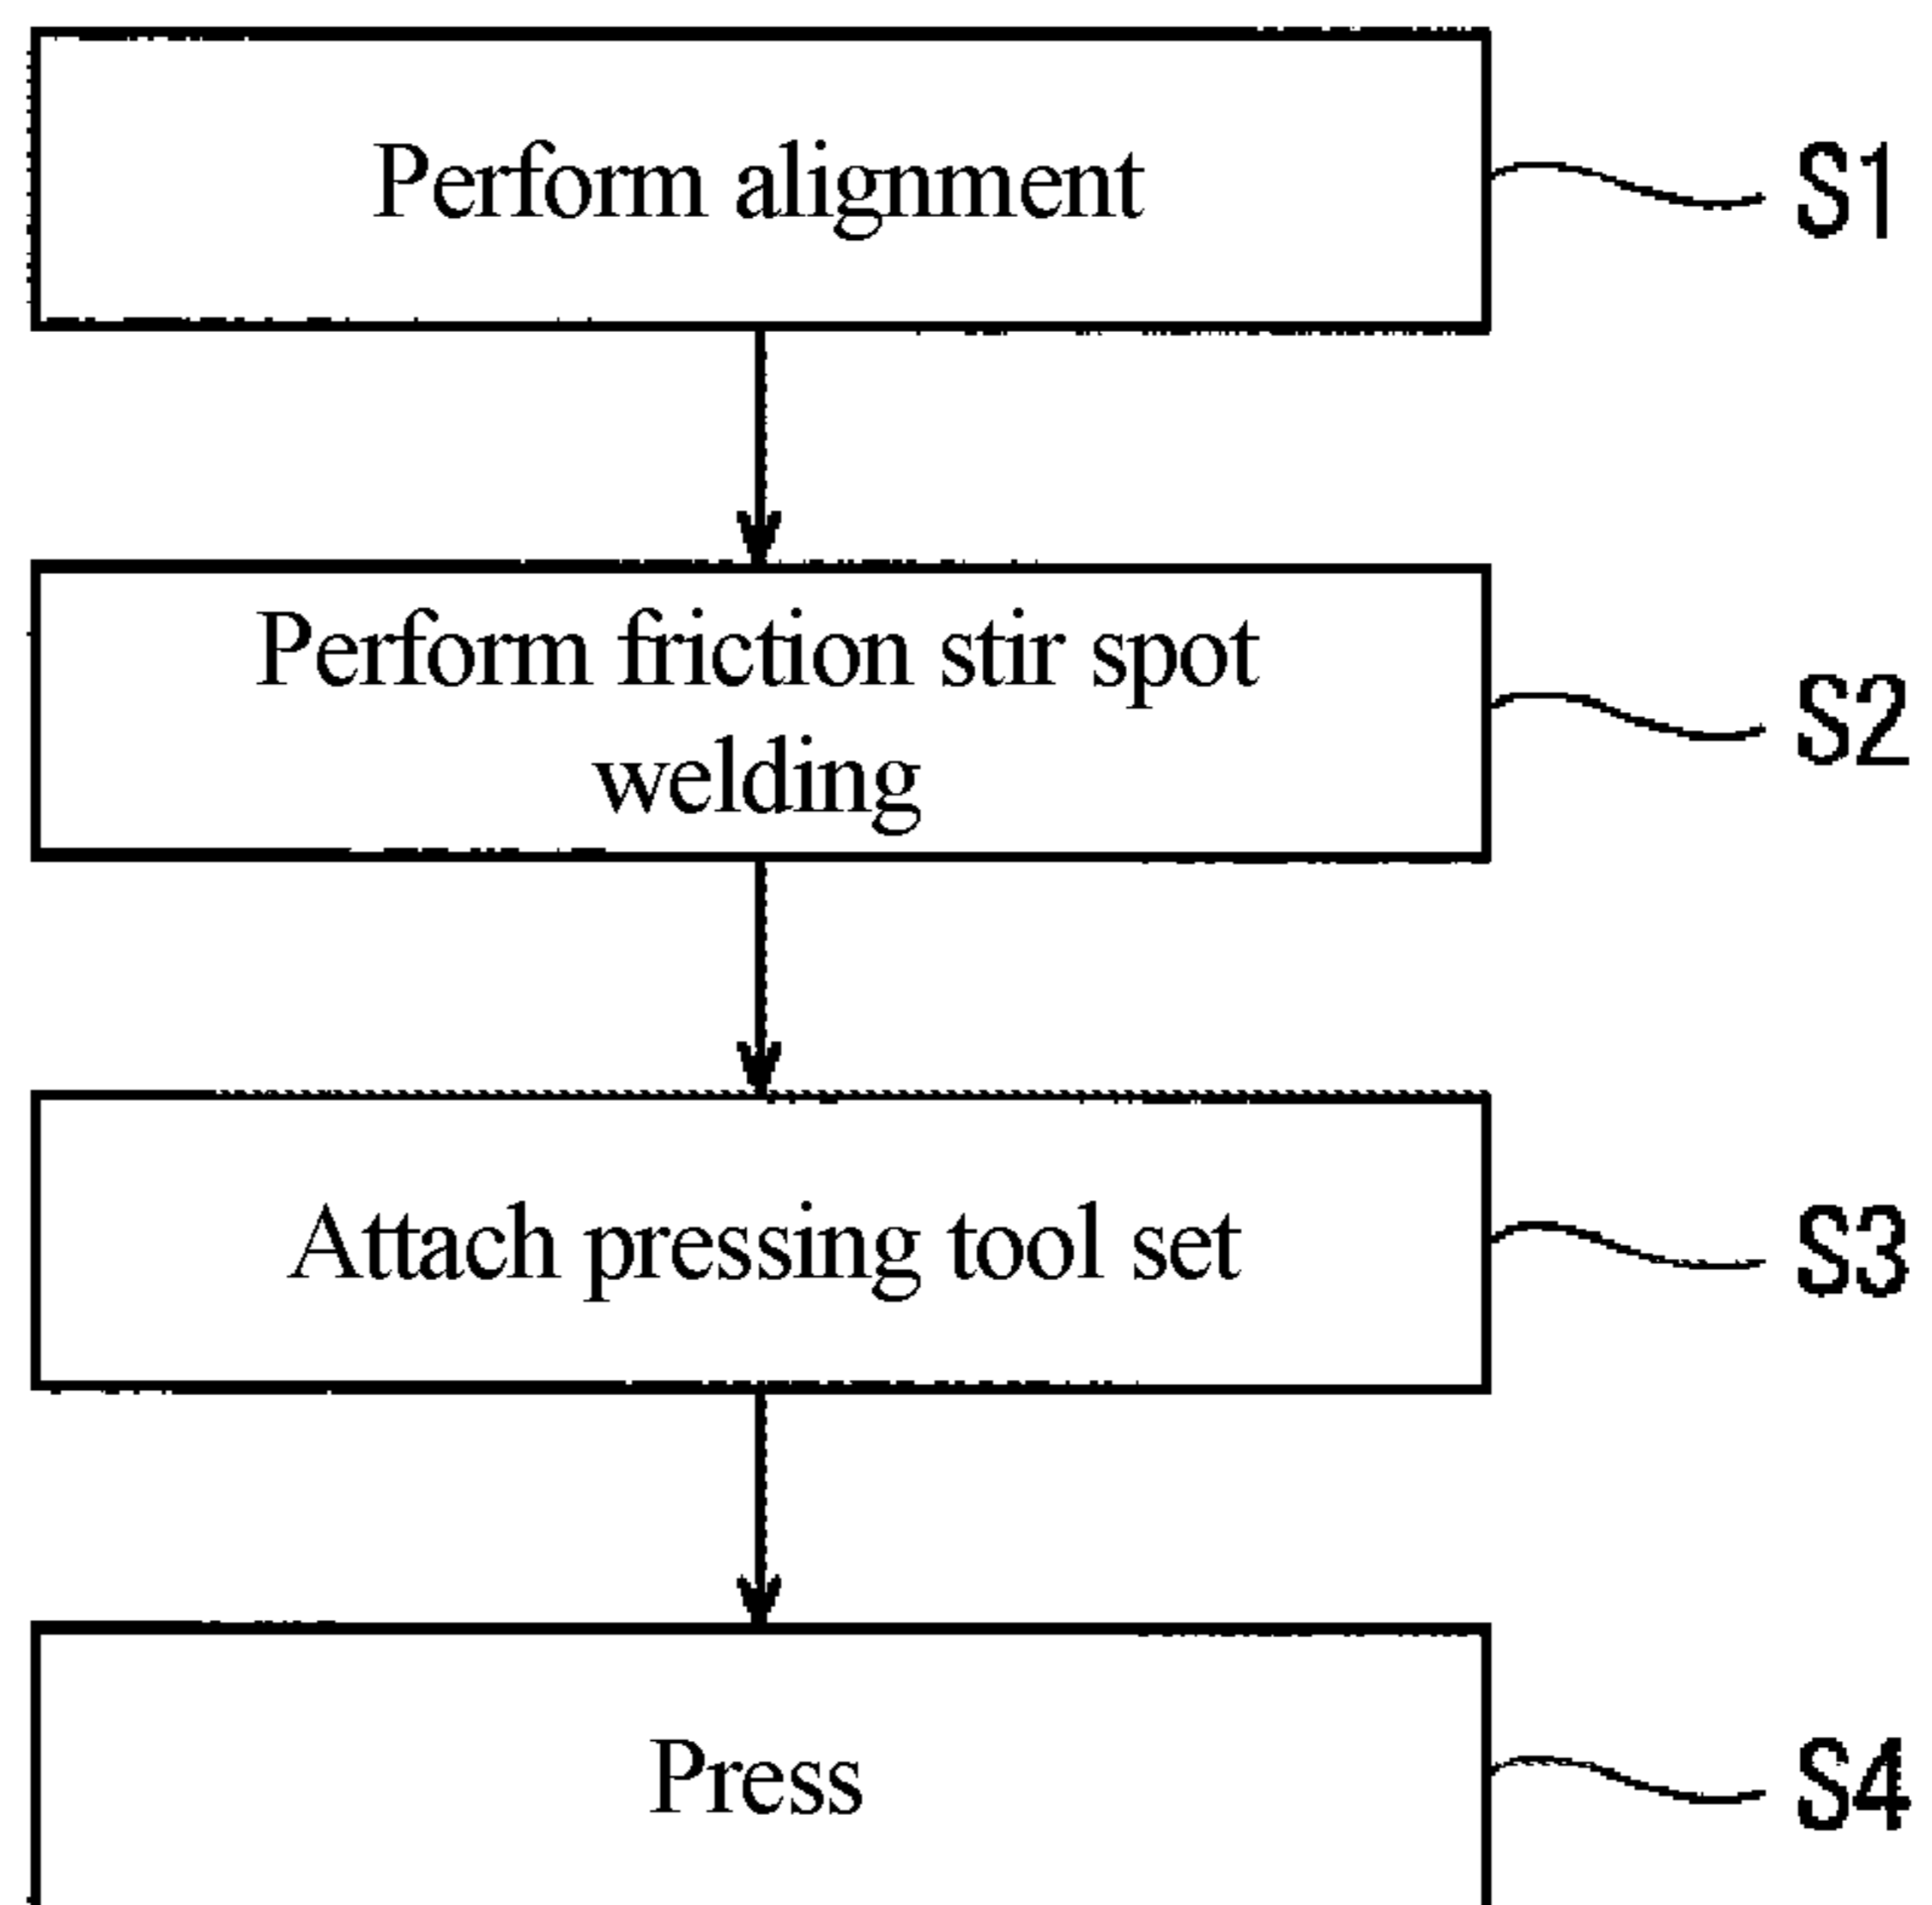 Perform alignment
S1
Perform friction stir spot
welding
S2
Attach pressing tool set
S3
Press
S4